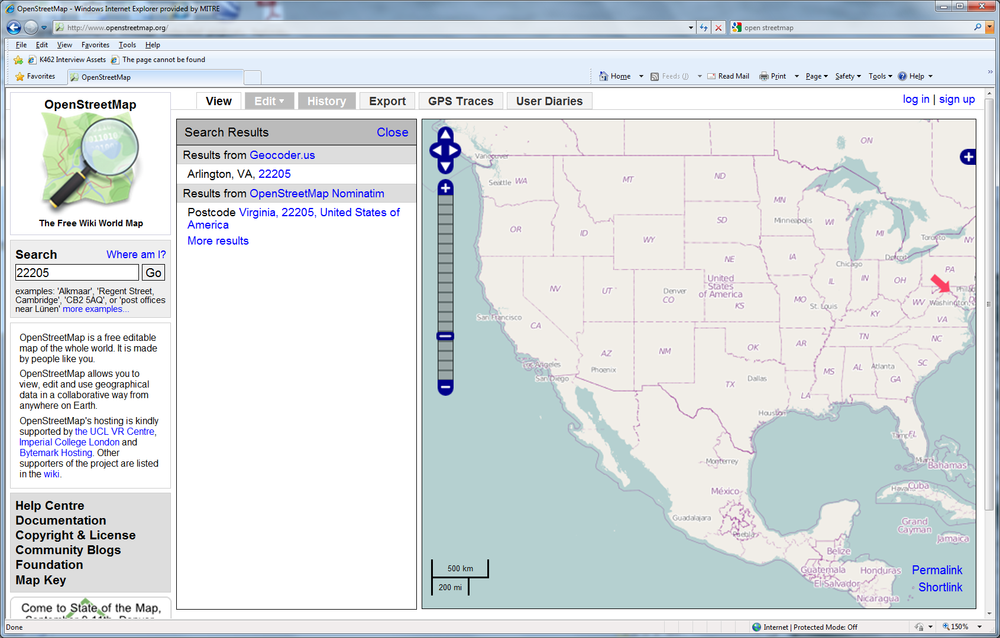 OpenStreetMap - Windows Internet Explorer provided by MITRE
http://www.openstreetmap.org/
open streetmap
File Edit View Favorites Tools Help
K462 Interview Assets The page cannot be found
Favorites OpenStreetMap
Home Feeds (J) Read Mail Print Page Safety Tools Help
OpenStreetMap
The Free Wiki World Map
View Edit History Export GPS Traces User Diaries
log in | sign up
Search Where am I?
22205 Go
examples: 'Alkmaar', 'Regent Street,
Cambridge', 'CB2 5AQ', or 'post offices
near Lünen' more examples...
OpenStreetMap is a free editable
map of the whole world. It is made
by people like you.
OpenStreetMap allows you to
view, edit and use geographical
data in a collaborative way from
anywhere on Earth.
OpenStreetMap's hosting is kindly
supported by the UCL VR Centre,
Imperial College London and
Bytemark Hosting. Other
supporters of the project are listed
in the wiki.
Help Centre
Documentation
Copyright & License
Community Blogs
Foundation
Map Key
Come to State of the Map,
Search Results Close
Results from Geocoder.us
Arlington, VA, 22205
Results from OpenStreetMap Nominatim
Postcode Virginia, 22205, United States of
America
More results
ON
Vancouver
Seattle WA
MT
ND
MN
OR
ID
WY
SD
Minneapolis
WI
MI
Toronto
NY
NE
IA
Chicago
Detroit
PA
NV
UT
Denver
CO
United
States
of America
KS
MO
St. Louis
IL
IN
OH
WV
Washington,
VA
KY
San Francisco
CA
AZ
NM
OK
AR
TN
NC
SC
Los Angeles
San Diego
Phoenix
Dallas
TX
MS
AL
Atlanta
GA
LA
Houston
FL
Miami
Bahamas
Monterrey
México
Guadalajara
Puebla
Havana
Cuba
Grand
Cayman
Jamaica
Belize
Guatemala
Honduras
El Salvador
Nicaragua
500 km
200 mi
Permalink
Shortlink
Done
Internet | Protected Mode: Off
150%